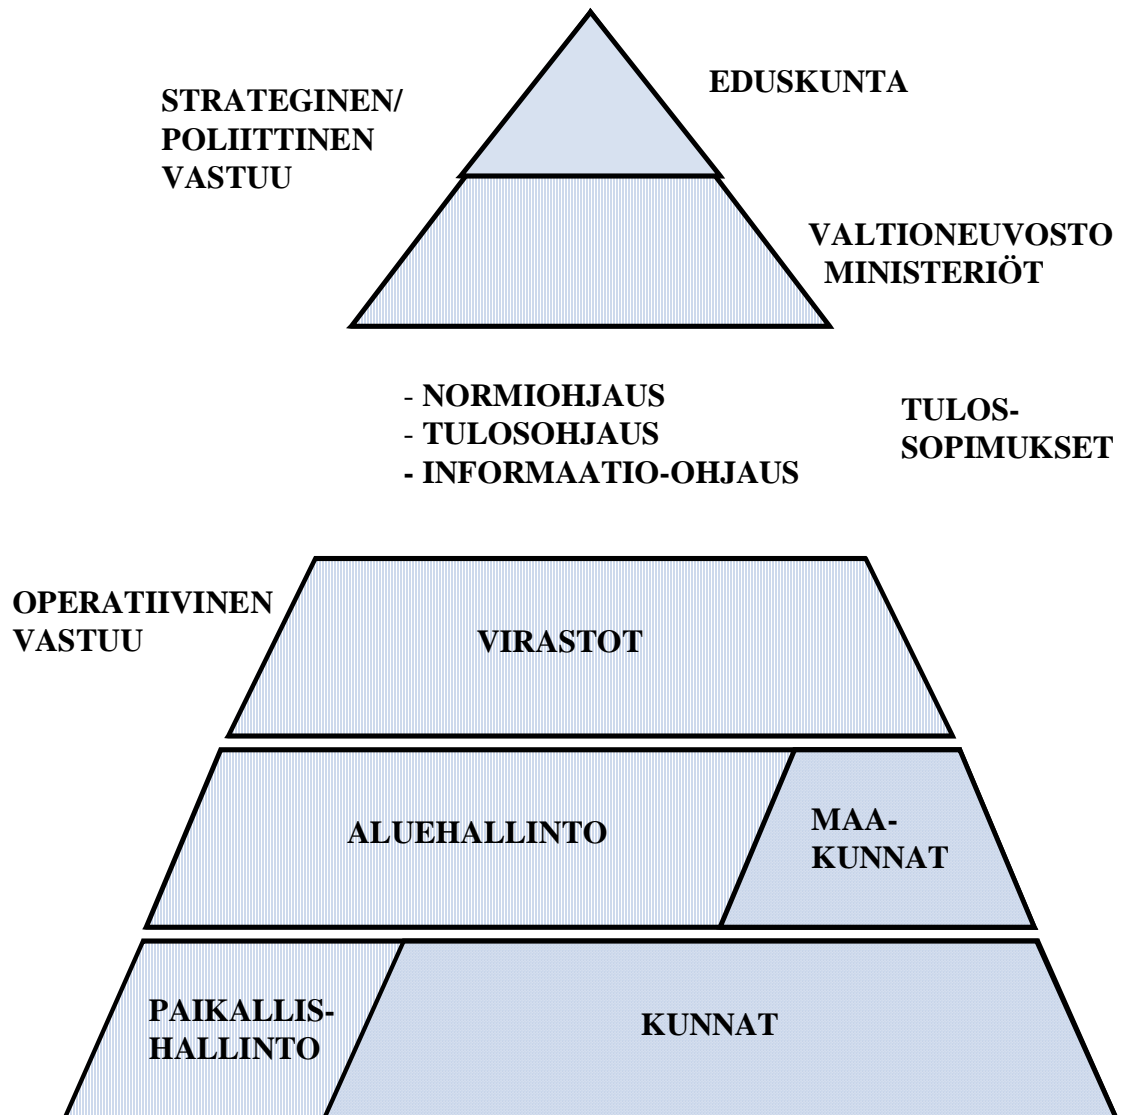 EDUSKUNTA
STRATEGINEN/
POLIITTINEN
VASTUU
VALTIONEUVOSTO
MINISTERIÖT
- NORMIOHJAUS
- TULOSOHJAUS
- INFORMAATIO-OHJAUS
TULOS-
SOPIMUKSET
OPERATIIVINEN
VASTUU
VIRASTOT
ALUEHALLINTO
MAA-
KUNNAT
PAIKALLIS-
HALLINTO
KUNNAT